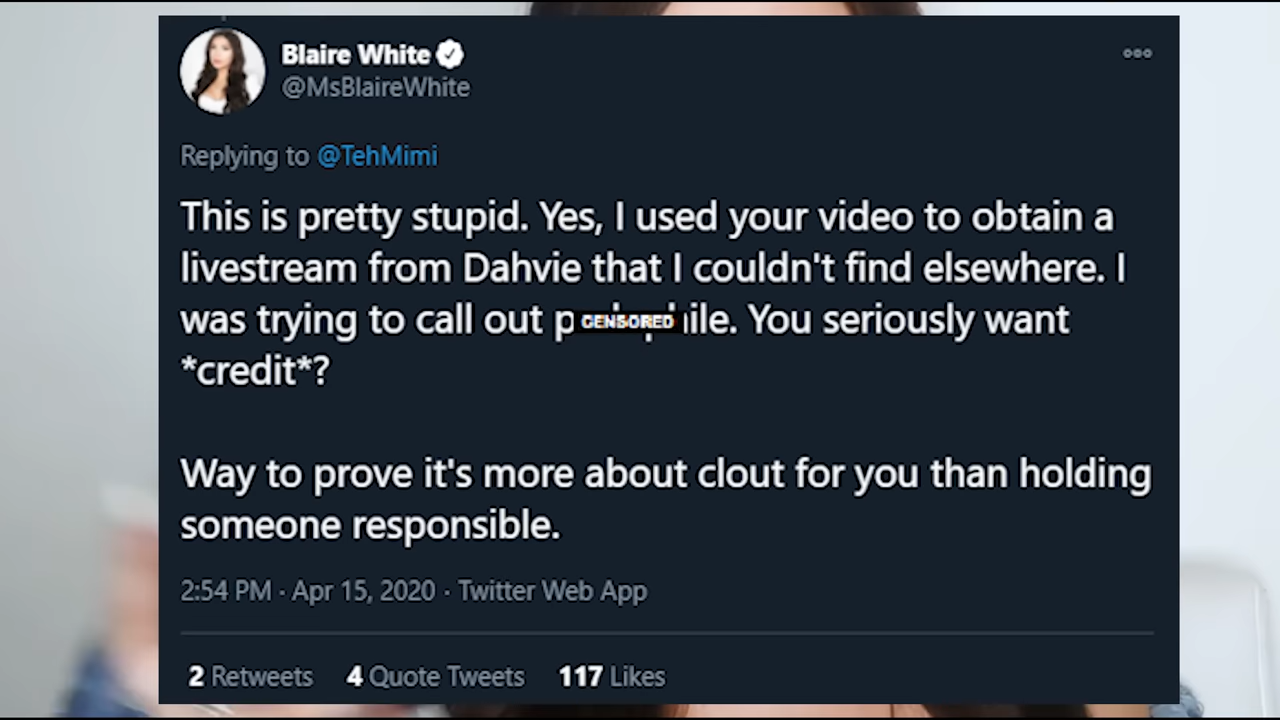 Blaire White
@MsBlaireWhite
Replying to @TehMimi
This is pretty stupid. Yes, I used your video to obtain a
livestream from Dahvie that I couldn't find elsewhere. I
was trying to call out p CENSORED ile. You seriously want
*credit*?
Way to prove it's more about clout for you than holding
someone responsible.
2:54 PM · Apr 15, 2020 · Twitter Web App
2 Retweets 4 Quote Tweets 117 Likes